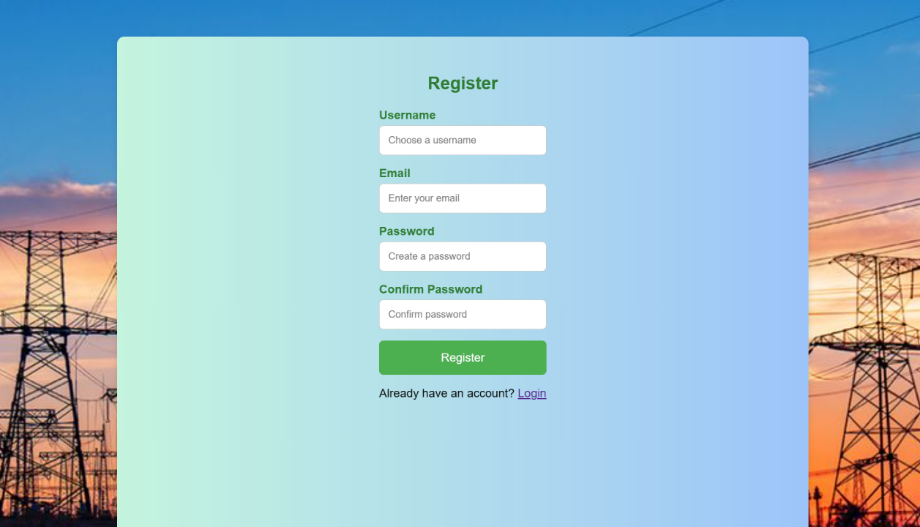 Register
Username
Choose a username
Email
Enter your email
Password
Create a password
Confirm Password
Confirm password
Register
Already have an account? Login